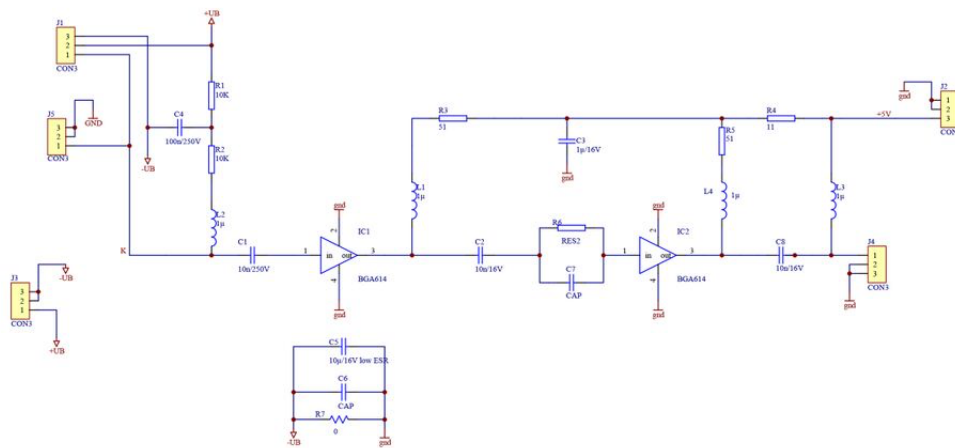 +UB
J1
3
2
1
CON3
R1
10K
J5
3
2
1
CON3
GND
C4
100n/250V
-UB
R2
10K
L2
1µ
K
C1
10n/250V
J3
3
2
1
CON3
-UB
+UB
gnd
2
IC1
1
in
out
3
4
BGA614
gnd
R3
51
L1
1µ
C2
10n/16V
C3
1µ/16V
gnd
R6
RES2
C7
CAP
gnd
2
IC2
1
in
out
3
4
BGA614
gnd
R5
51
L4
1µ
R4
11
+5V
gnd
J2
1
2
3
L3
1µ
C8
10n/16V
J4
1
2
3
CON3
gnd
C5
10µ/16V low ESR
C6
CAP
R7
0
-UB
gnd